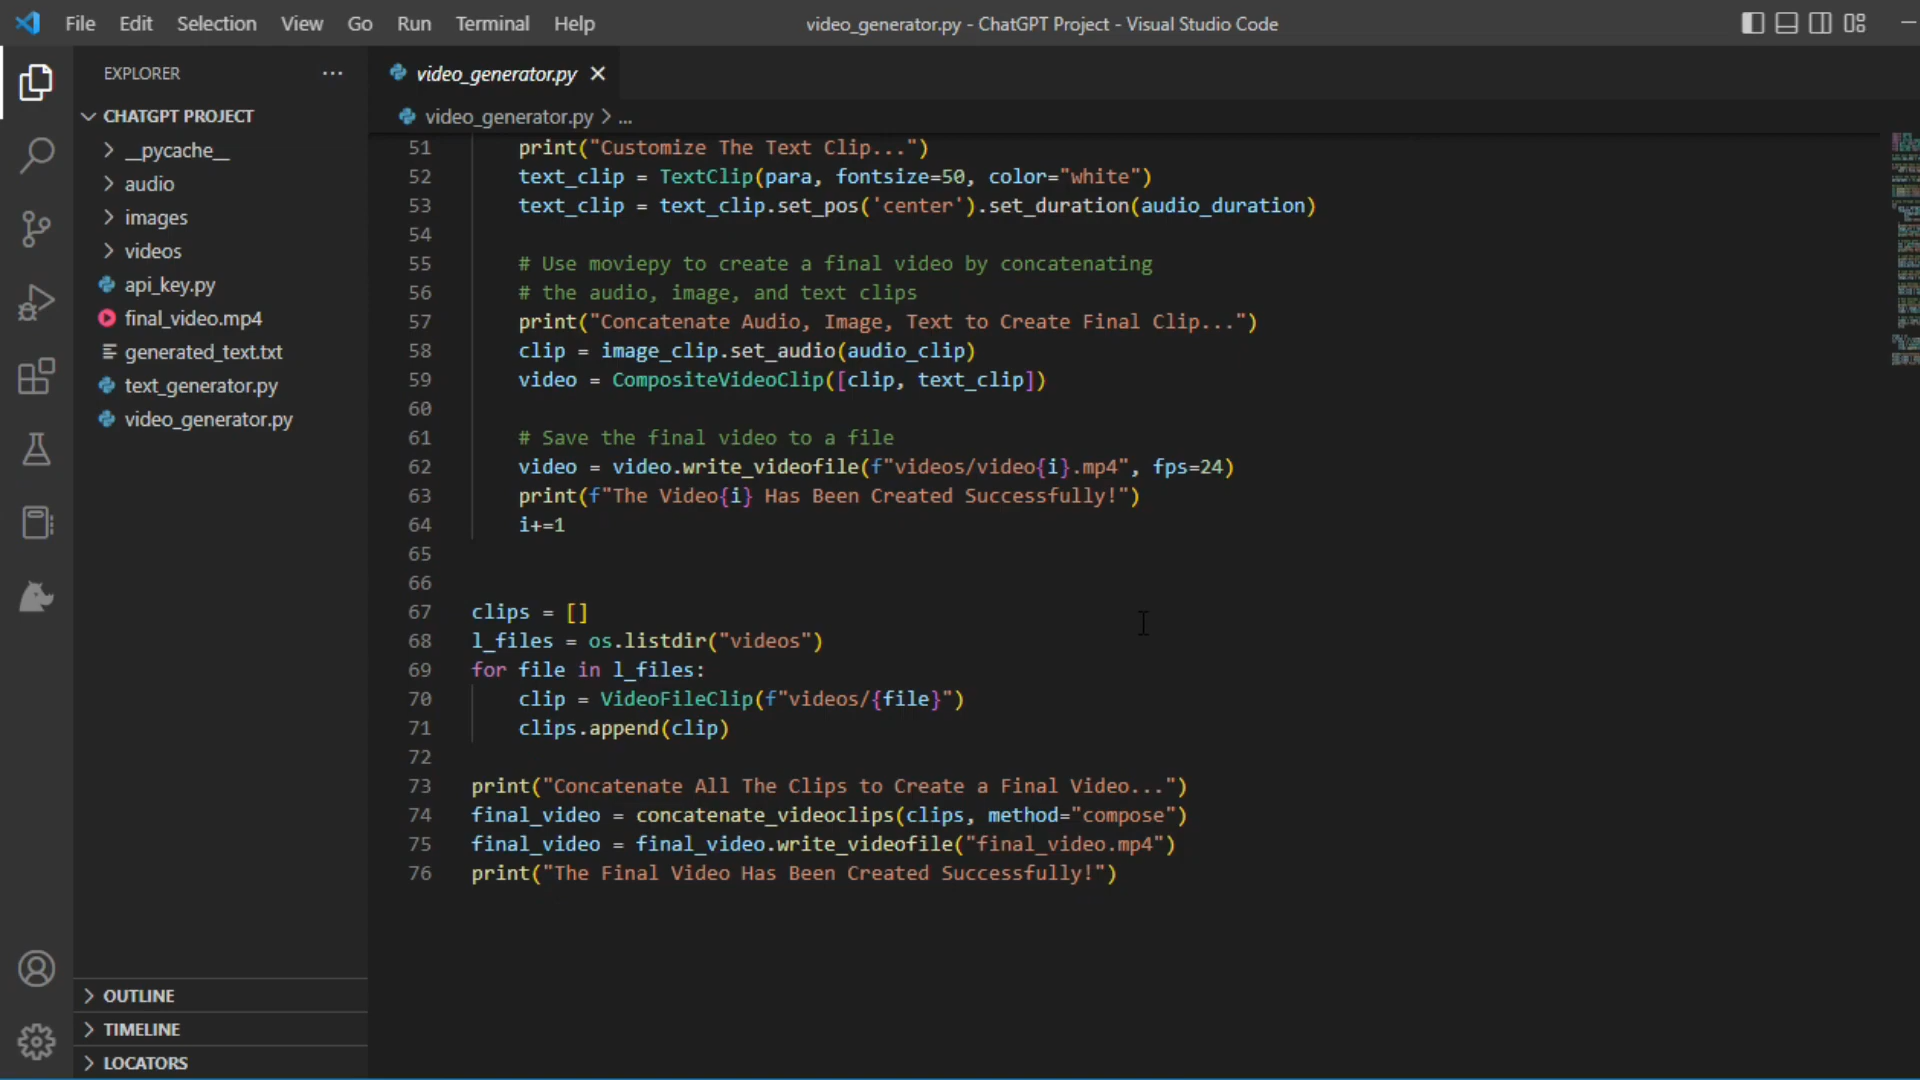 File Edit Selection View Go Run Terminal Help video_generator.py - ChatGPT Project - Visual Studio Code
EXPLORER ...
CHATGPT PROJECT
__pycache__
audio
images
videos
api_key.py
final_video.mp4
generated_text.txt
text_generator.py
video_generator.py
OUTLINE
TIMELINE
LOCATORS
video_generator.py
video_generator.py > ...
51 print("Customize The Text Clip...")
52 text_clip = TextClip(para, fontsize=50, color="white")
53 text_clip = text_clip.set_pos('center').set_duration(audio_duration)
54
55 # Use moviepy to create a final video by concatenating
56 # the audio, image, and text clips
57 print("Concatenate Audio, Image, Text to Create Final Clip...")
58 clip = image_clip.set_audio(audio_clip)
59 video = CompositeVideoClip([clip, text_clip])
60
61 # Save the final video to a file
62 video = video.write_videofile(f"videos/video{i}.mp4", fps=24)
63 print(f"The Video{i} Has Been Created Successfully!")
64 i+=1
65
66
67 clips = []
68 l_files = os.listdir("videos")
69 for file in l_files:
70 clip = VideoFileClip(f"videos/{file}")
71 clips.append(clip)
72
73 print("Concatenate All The Clips to Create a Final Video...")
74 final_video = concatenate_videoclips(clips, method="compose")
75 final_video = final_video.write_videofile("final_video.mp4")
76 print("The Final Video Has Been Created Successfully!")